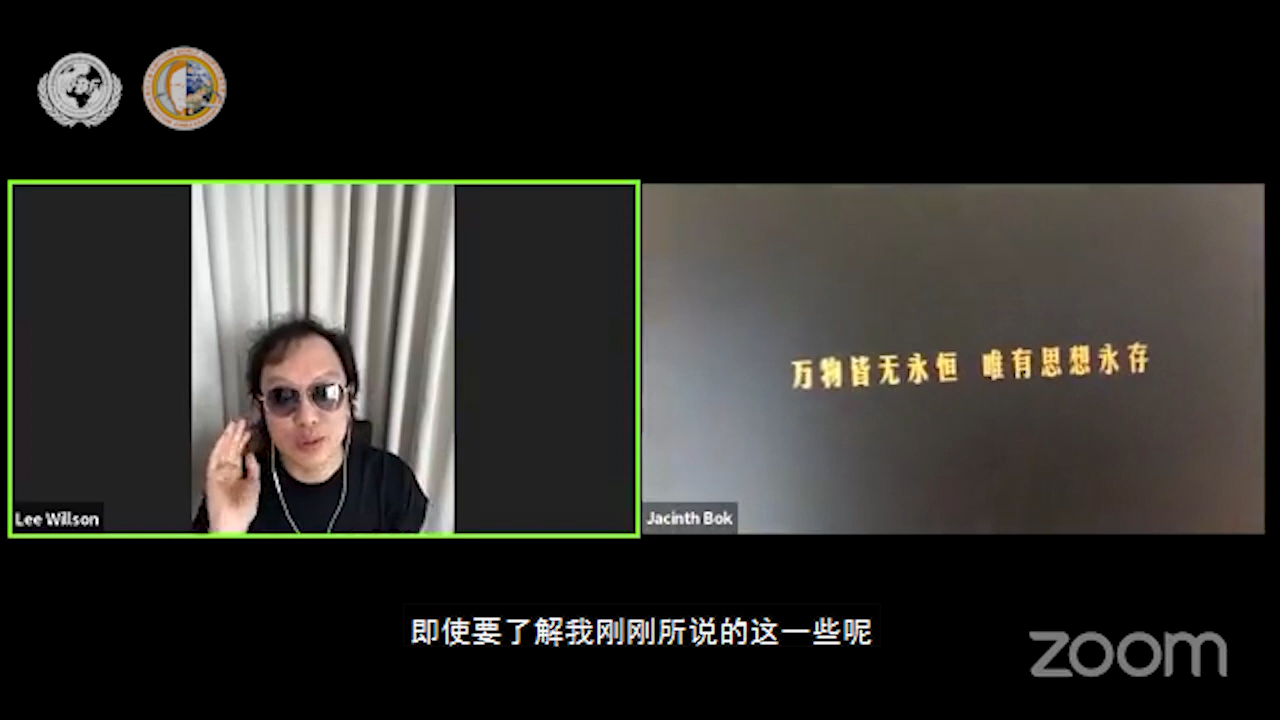 Lee Willson
万物皆无永恒 唯有思想永存
Jacinth Bok
即使要了解我刚刚所说的这一些呢
zoom